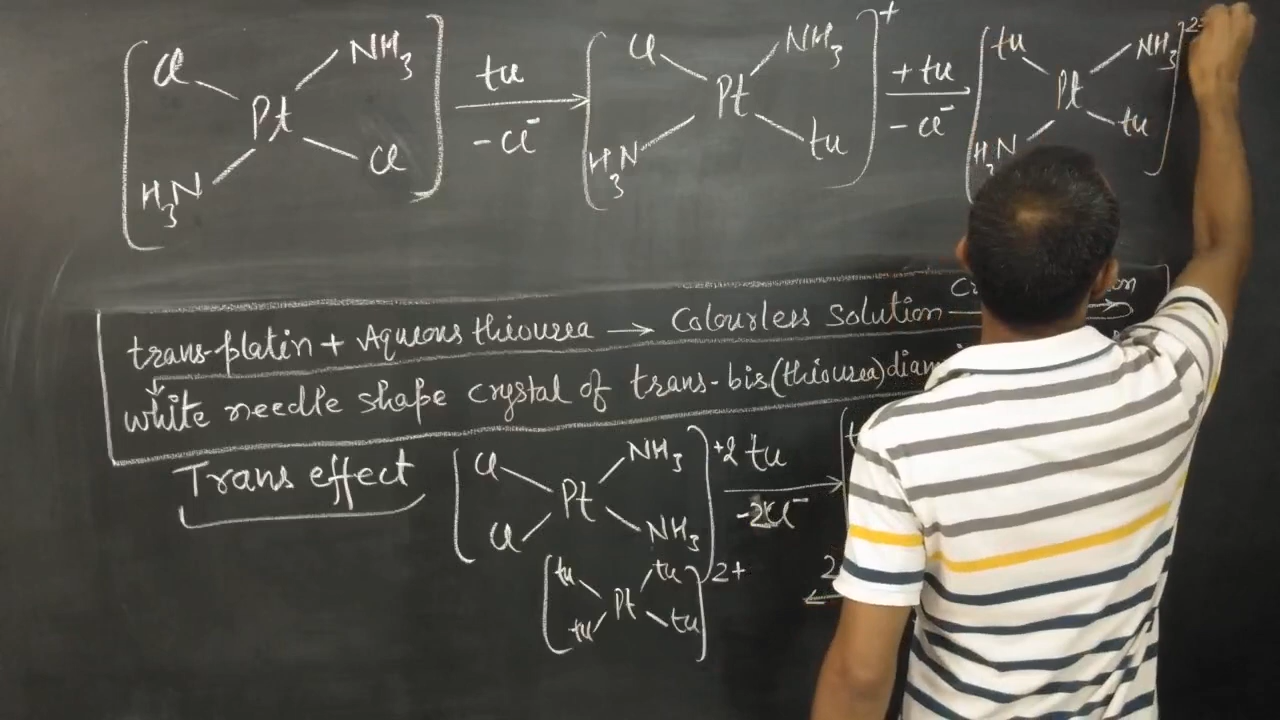 [Cl NH3 Pt H3N Cl] tu -Cl⁻ → [Cl NH3 Pt H3N tu]⁺ +tu -Cl⁻ [tu NH3 Pt H3N tu]2+
trans-platin + Aqueous thiourea → Colourless Solution
white needle shape crystal of trans-bis(thiourea)
Trans effect
[Cl NH3 Pt Cl NH3] +2 tu -2Cl⁻ →
[tu tu Pt tu tu]2+